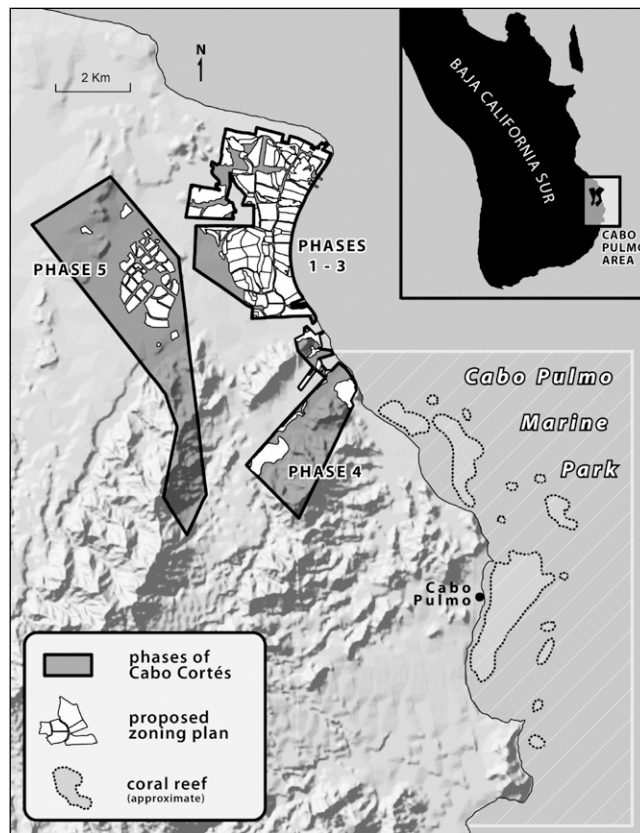 N
2 Km
BAJA CALIFORNIA SUR
CABO
PULMO
AREA
PHASES
1 - 3
PHASE 5
Cabo Pulmo
Marine
Park
PHASE 4
Cabo
Pulmo
phases of
Cabo Cortés
proposed
zoning plan
coral reef
(approximate)